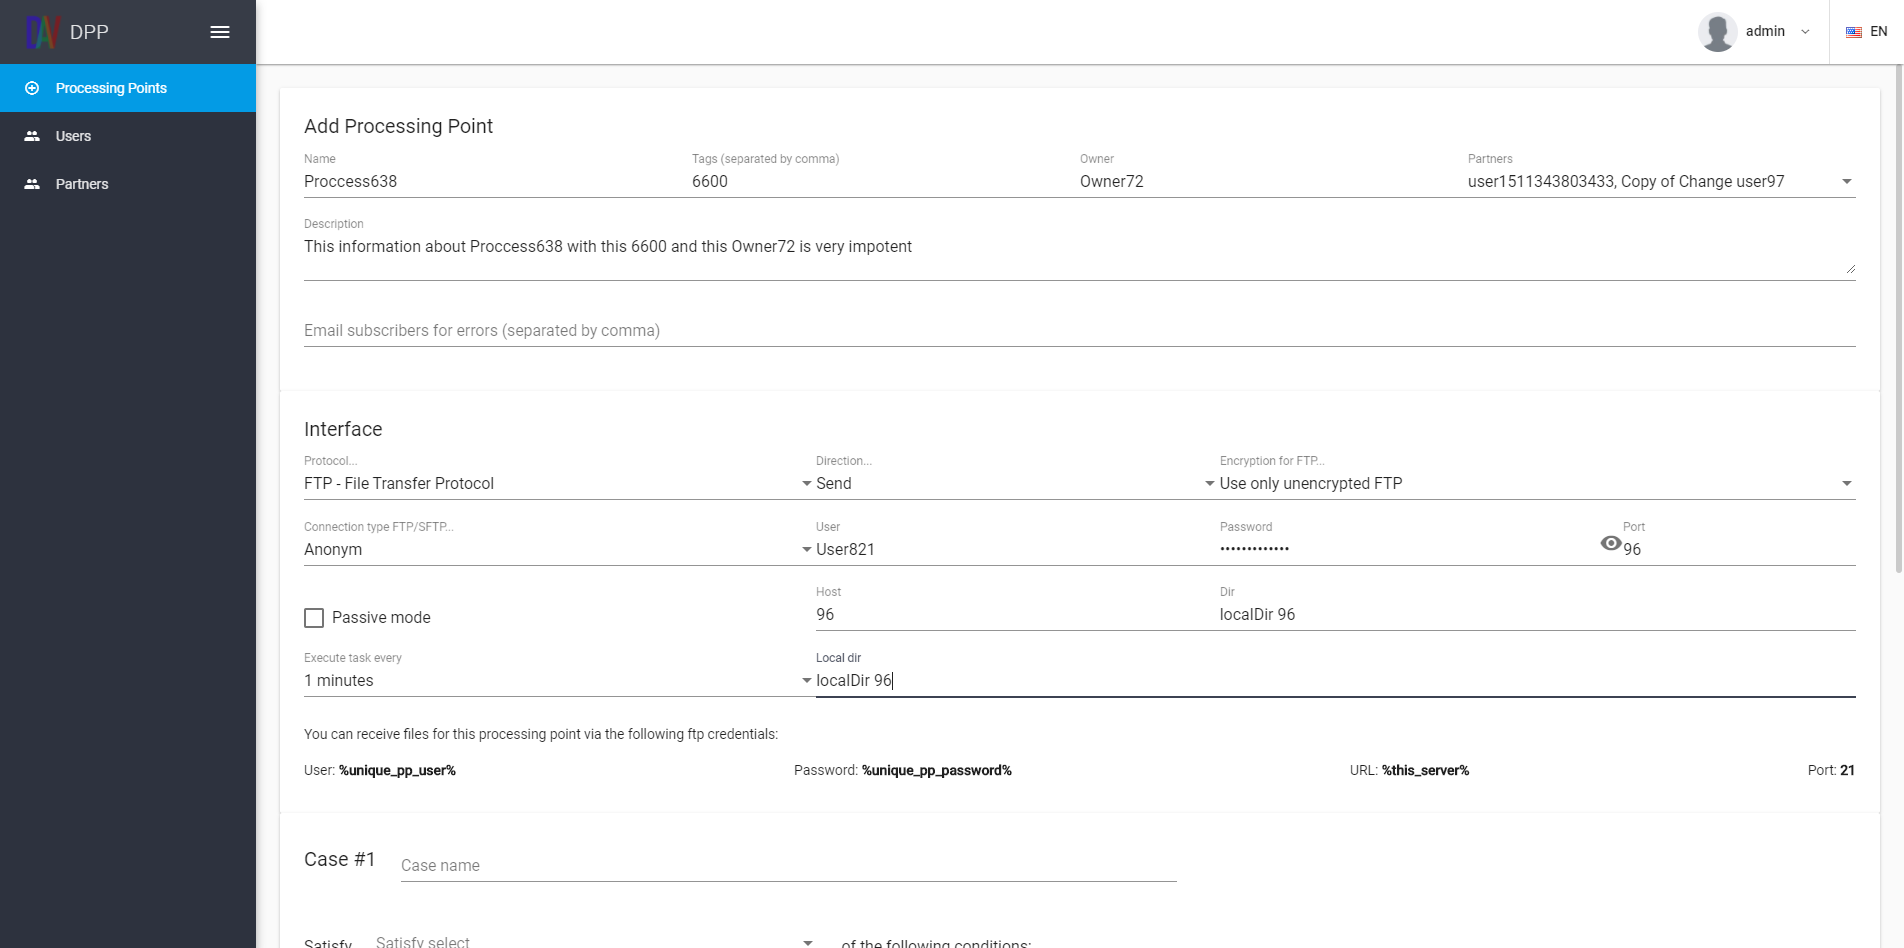 DAV DPP
admin
EN
Processing Points
Users
Partners
Add Processing Point
Name Tags (separated by comma) Owner Partners
Proccess638 6600 Owner72 user1511343803433, Copy of Change user97
Description
This information about Proccess638 with this 6600 and this Owner72 is very impotent
Email subscribers for errors (separated by comma)
Interface
Protocol... Direction... Encryption for FTP...
FTP - File Transfer Protocol Send Use only unencrypted FTP
Connection type FTP/SFTP... User Password Port
Anonym User821 ••••••••••••• 96
Host Dir
Passive mode 96 localDir 96
Execute task every Local dir
1 minutes localDir 96
You can receive files for this processing point via the following ftp credentials:
User: %unique_pp_user% Password: %unique_pp_password% URL: %this_server% Port: 21
Case #1 Case name
Satisfy Satisfy select of the following conditions: